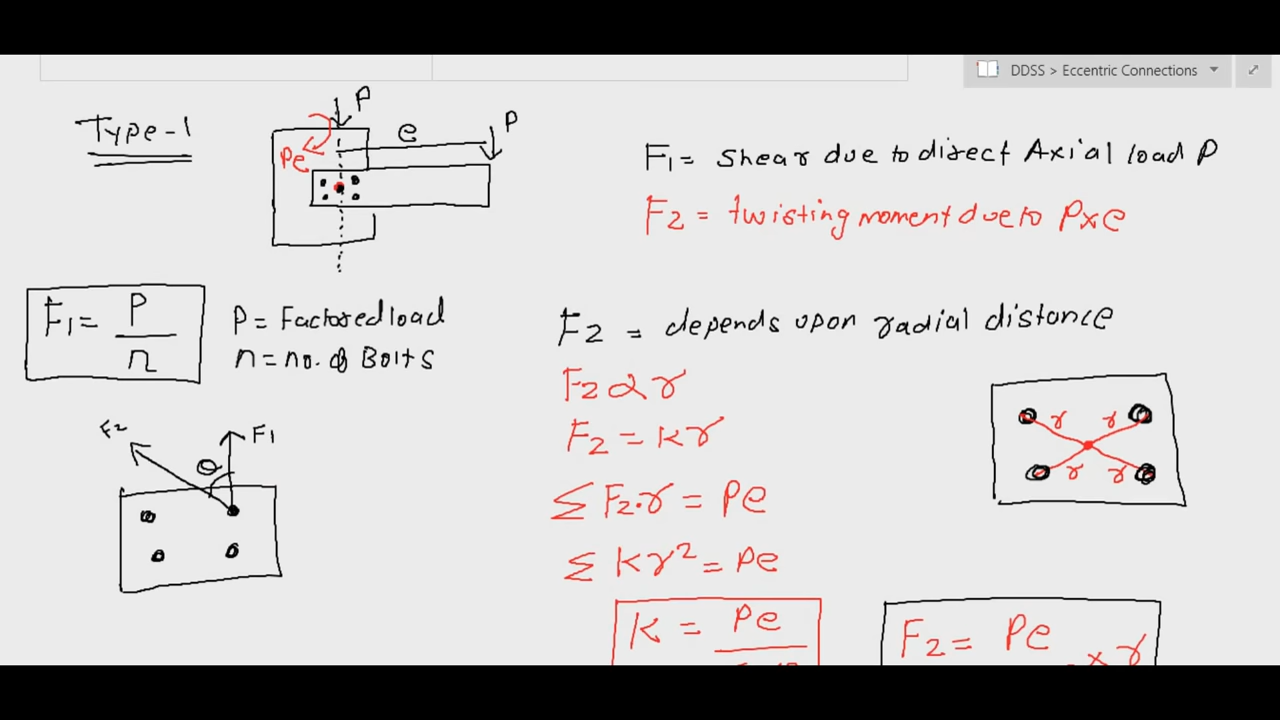 DDSS > Eccentric Connections
Type-1
P
e
P
Pe
F1 = Shear due to direct Axial load P
F2 = twisting moment due to P×e
F1 = P/n
P = Factored load
n = no. of Bolts
F2 = depends upon radial distance
F2 ∝ r
F2 = Kr
Σ F2.r = Pe
Σ Kr² = Pe
r r
r r
F2
F1
θ
K = Pe
F2 = Pe × r